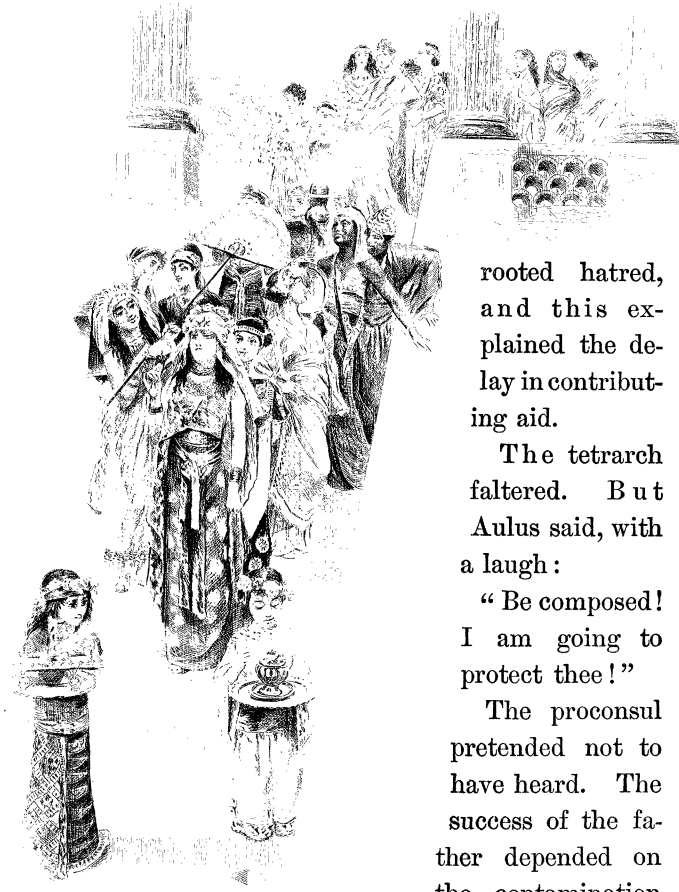 rooted hatred,
and this ex-
plained the de-
lay in contribut-
ing aid.
The tetrarch
faltered. But
Aulus said, with
a laugh:
“Be composed!
I am going to
protect thee!”
The proconsul
pretended not to
have heard. The
success of the fa-
ther depended on
the contamination